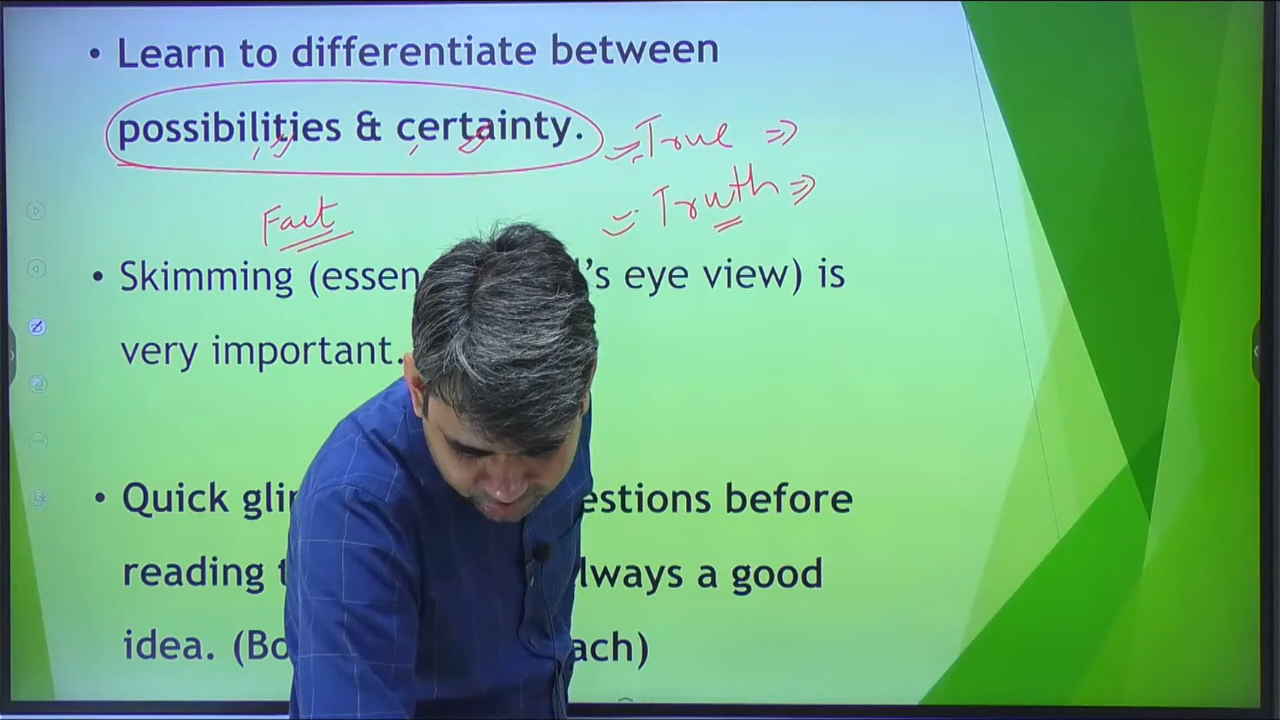 • Learn to differentiate between
possibilities & certainty.
True
Truth
Fact
• Skimming (essen 's eye view) is
very important.
• Quick gli estions before
reading t lways a good
idea. (Bo ach)